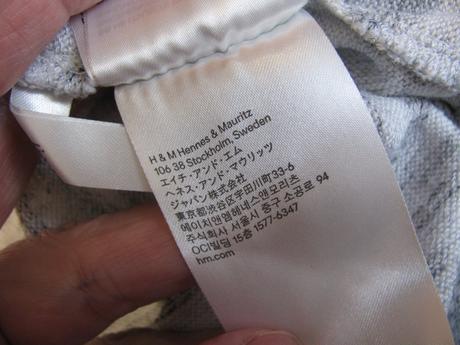 H & M Hennes & Mauritz
106 38 Stockholm, Sweden
エイチ・アンド・エム
ヘネス・アンド・マウリッツ
ジャパン株式会社
東京都渋谷区宇田川町33-6
에이치앤엠헤네스앤모리츠
주식회사 서울시 중구 소공로 94
OCI빌딩 15층 1577-6347
hm.com